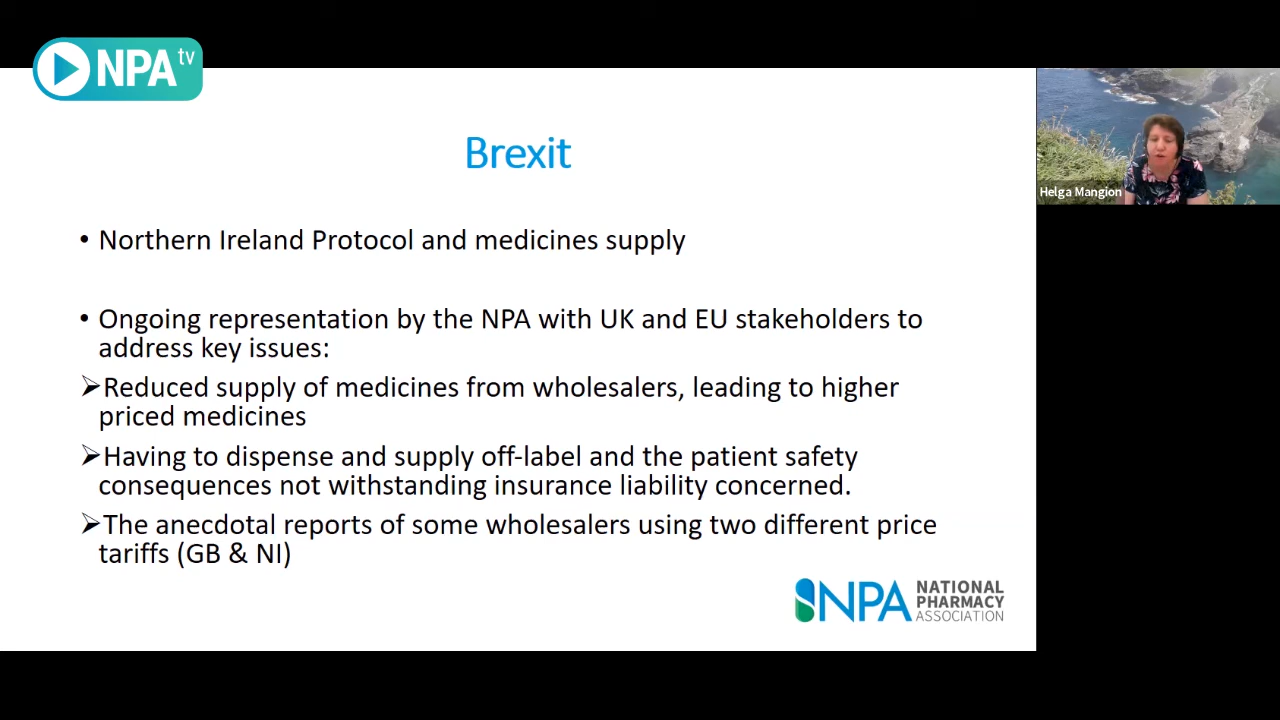 NPA tv
Brexit
Helga Mangion
• Northern Ireland Protocol and medicines supply
• Ongoing representation by the NPA with UK and EU stakeholders to
address key issues:
➢Reduced supply of medicines from wholesalers, leading to higher
priced medicines
➢Having to dispense and supply off-label and the patient safety
consequences not withstanding insurance liability concerned.
➢The anecdotal reports of some wholesalers using two different price
tariffs (GB & NI)
NPA NATIONAL
PHARMACY
ASSOCIATION